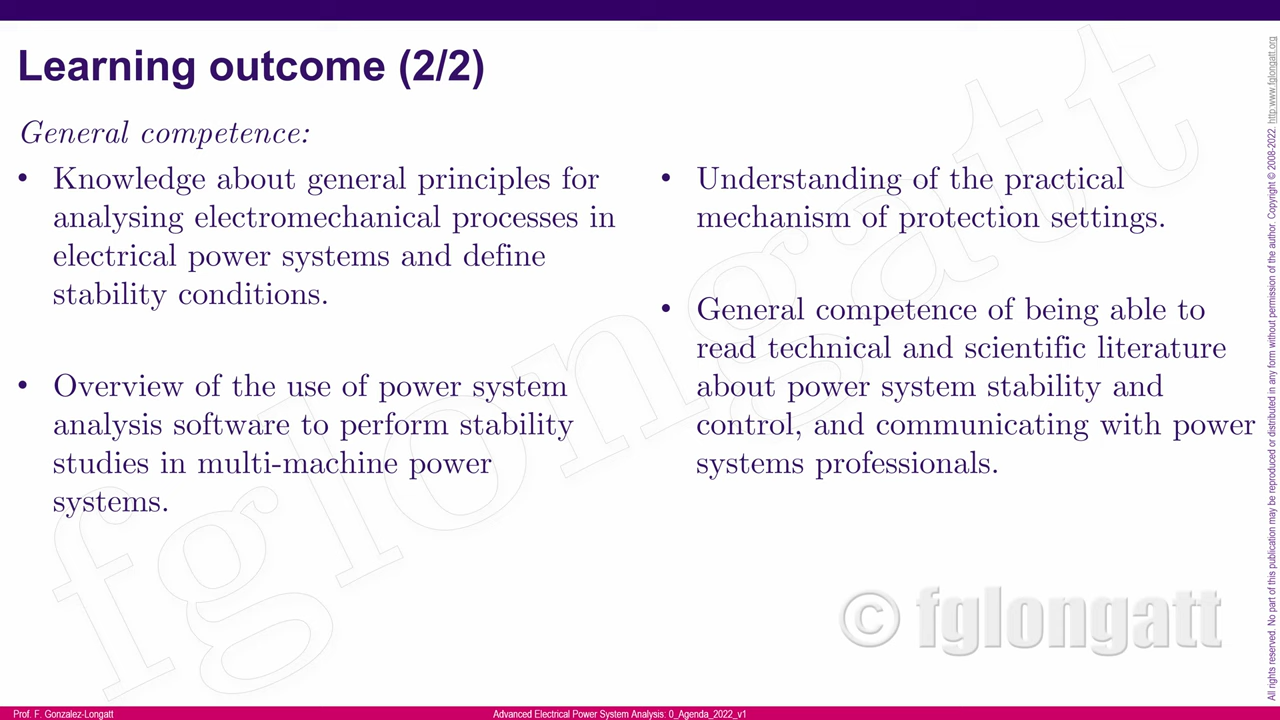 Learning outcome (2/2)
General competence:
• Knowledge about general principles for
analysing electromechanical processes in
electrical power systems and define
stability conditions.
• Overview of the use of power system
analysis software to perform stability
studies in multi-machine power
systems.
• Understanding of the practical
mechanism of protection settings.
• General competence of being able to
read technical and scientific literature
about power system stability and
control, and communicating with power
systems professionals.
fglongatt
© fglongatt
All rights reserved. No part of this publication may be reproduced or distributed in any form without permission of the author. Copyright © 2008-2022. http:www.fglongatt.org
Prof. F. Gonzalez-Longatt
Advanced Electrical Power System Analysis: 0_Agenda_2022_v1